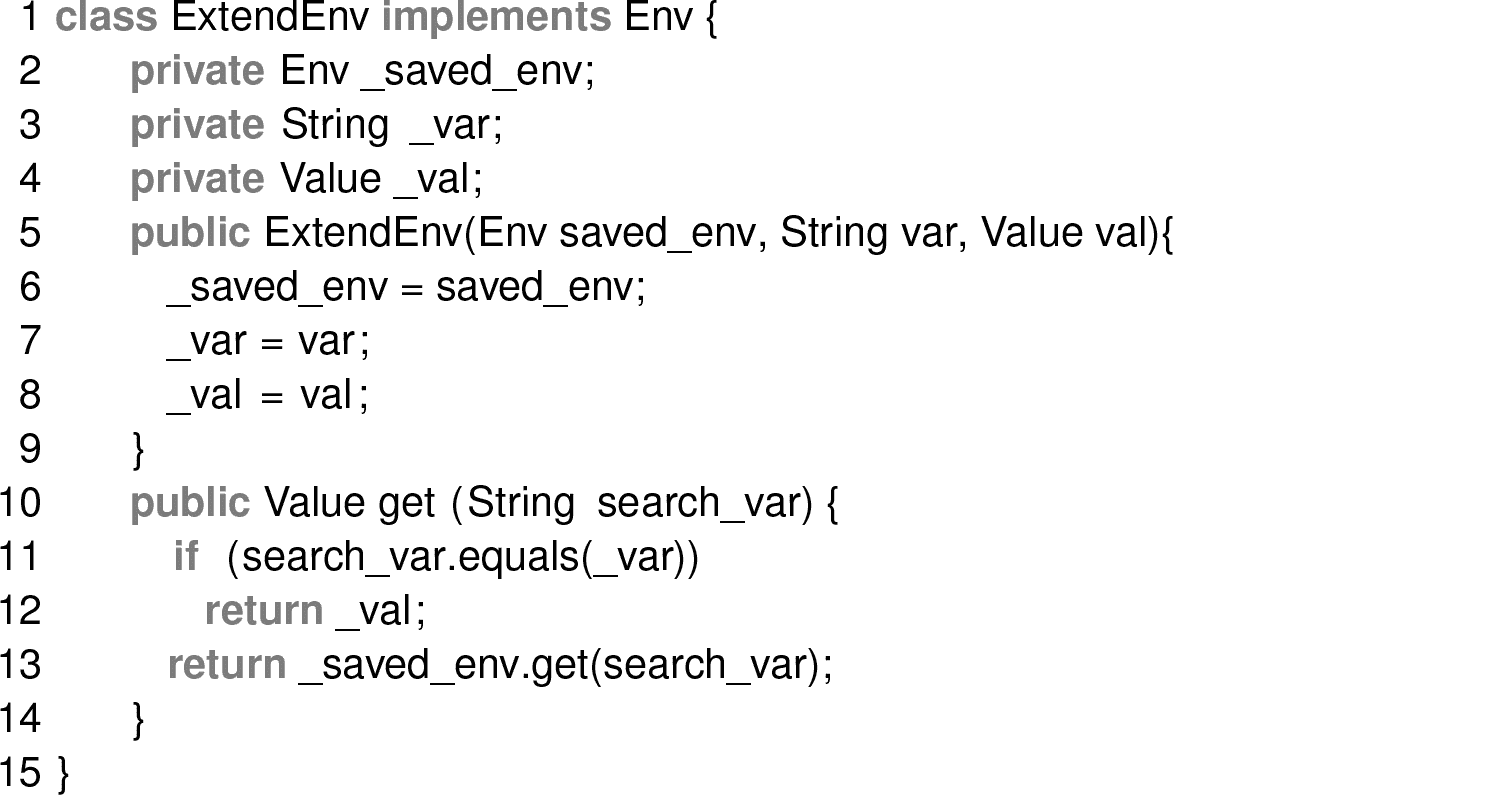 1 class ExtendEnv implements Env {
2 private Env _saved_env;
3 private String _var;
4 private Value _val;
5 public ExtendEnv(Env saved_env, String var, Value val){
6 _saved_env = saved_env;
7 _var = var;
8 _val = val;
9 }
10 public Value get (String search_var) {
11 if (search_var.equals(_var))
12 return _val;
13 return _saved_env.get(search_var);
14 }
15 }